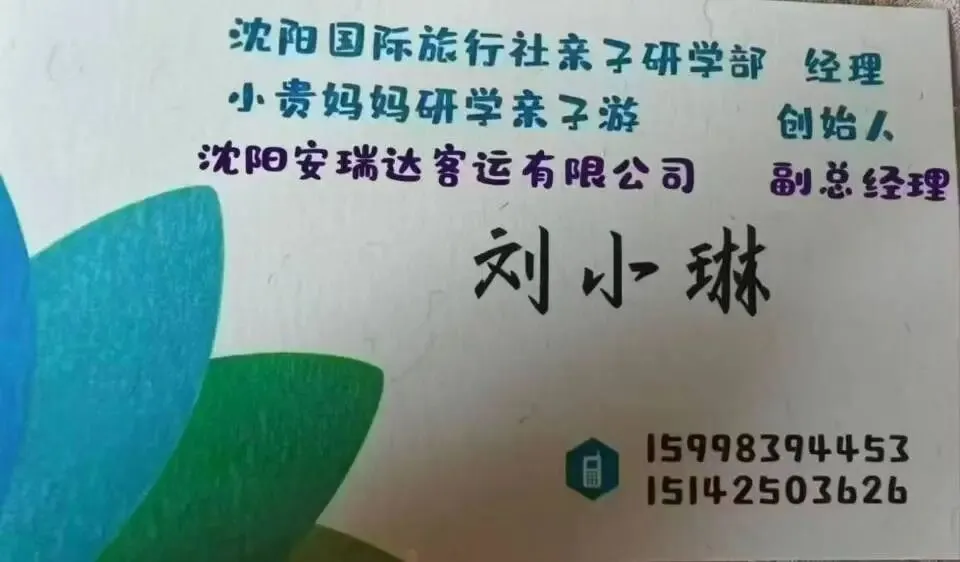 沈阳国际旅行社亲子研学部 经理
小贵妈妈研学亲子游 创始人
沈阳安瑞达客运有限公司 副总经理
刘小琳
15998394453
15142503626